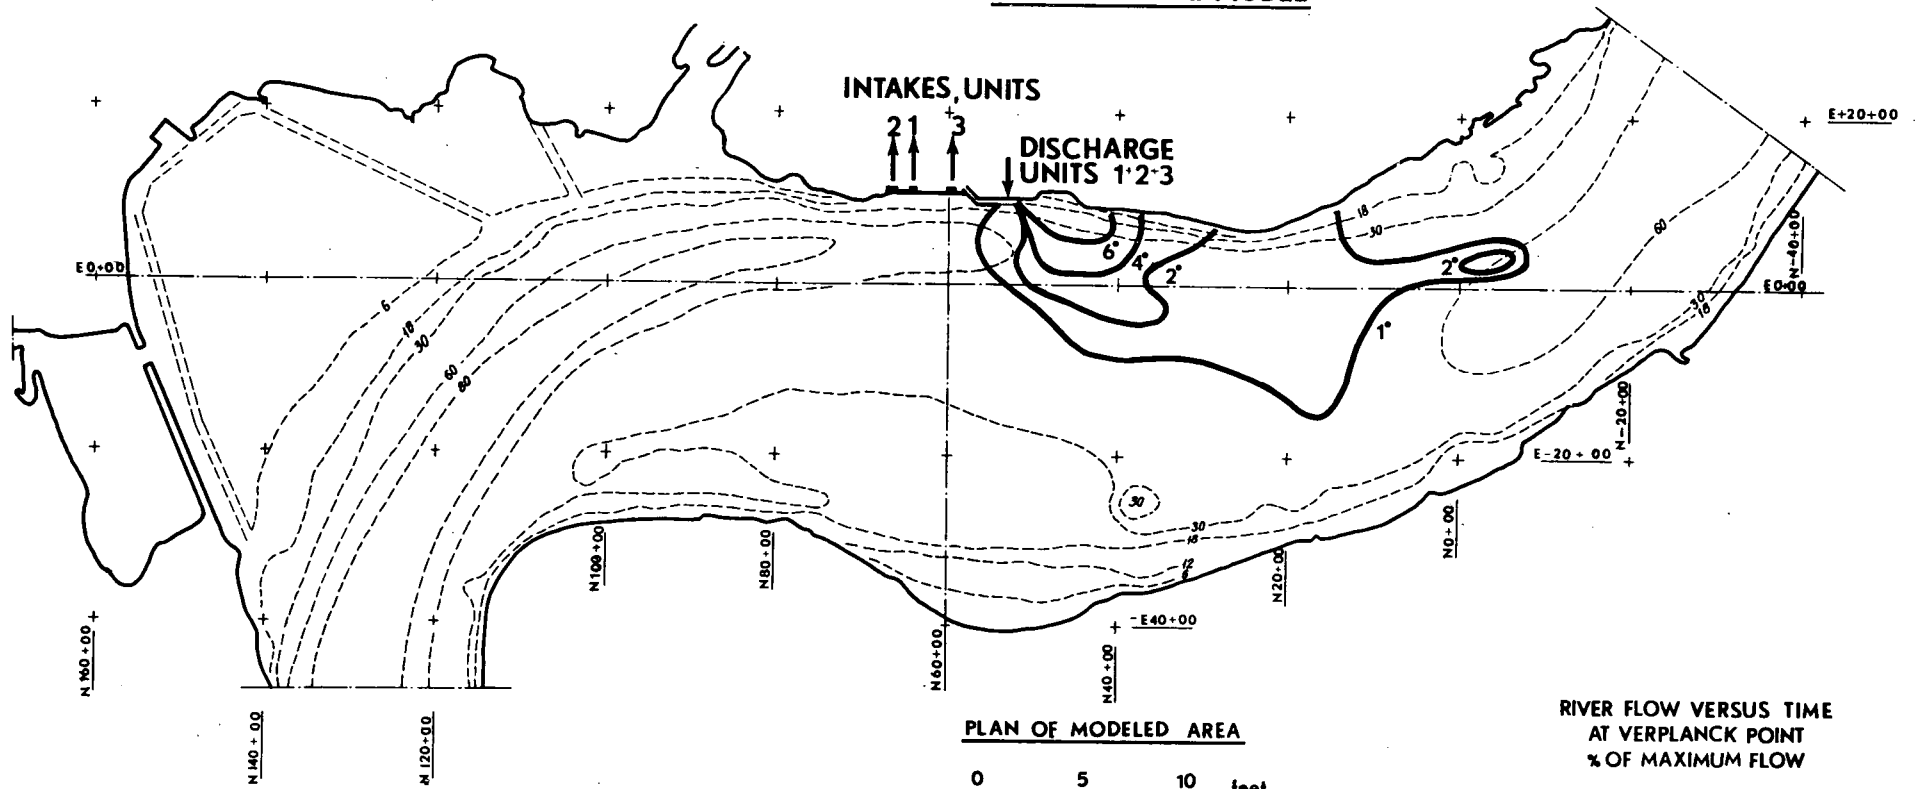 INTAKES, UNITS
2 1 3
DISCHARGE
UNITS 1+2+3
E+20+00
18
30
60
6°
4°
2°
2°
1°
E0+00
N-40+00
E0+00
6
18
30
60
80
30
18
N-20+00
E-20+00
30
30
18
12
6
N0+00
N20+00
N100+00
N80+00
-E40+00
N60+00
N40+00
N160+00
N140+00
N120+00
PLAN OF MODELED AREA
0 5 10 feet
RIVER FLOW VERSUS TIME
AT VERPLANCK POINT
% OF MAXIMUM FLOW